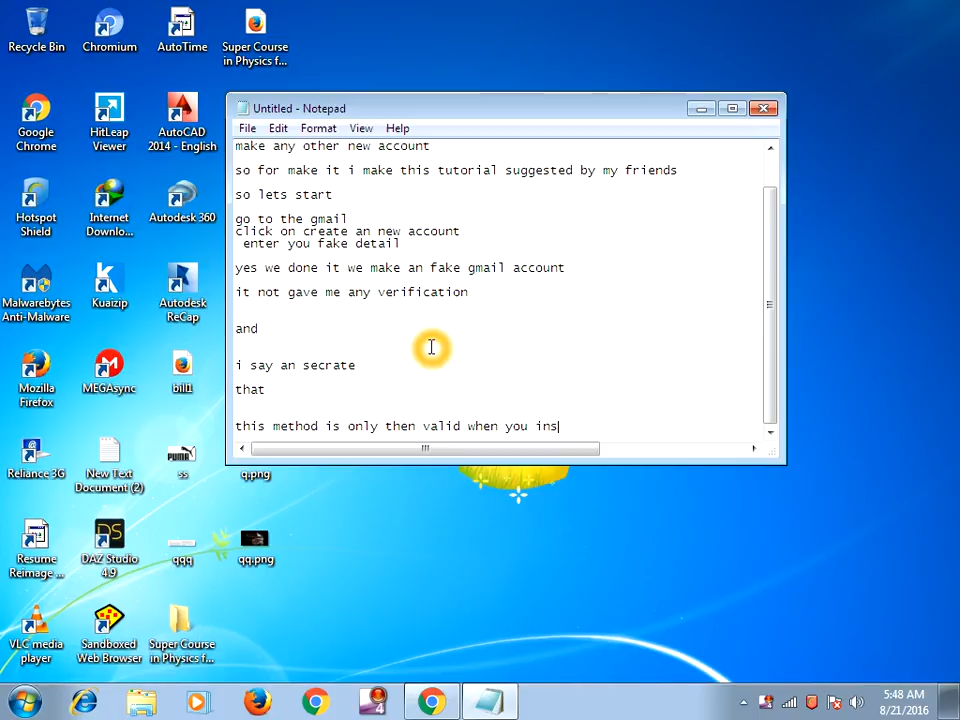 Recycle Bin
Chromium
AutoTime
Super Course
in Physics f...
Google
Chrome
HitLeap
Viewer
AutoCAD
2014 - English
Hotspot
Shield
Internet
Downlo...
Autodesk 360
Malwarebytes
Anti-Malware
Kuaizip
Autodesk
ReCap
Mozilla
Firefox
MEGAsync
bill1
Reliance 3G
New Text
Document (2)
ss
qq.png
Resume
Reimage ...
DAZ Studio
4.9
qqq
qq.png
VLC media
player
Sandboxed
Web Browser
Super Course
in Physics f...
Untitled - Notepad
File Edit Format View Help
make any other new account
so for make it i make this tutorial suggested by my friends
so lets start
go to the gmail
click on create an new account
enter you fake detail
yes we done it we make an fake gmail account
it not gave me any verification
and
i say an secrate
that
this method is only then valid when you ins
4
5:48 AM
8/21/2016